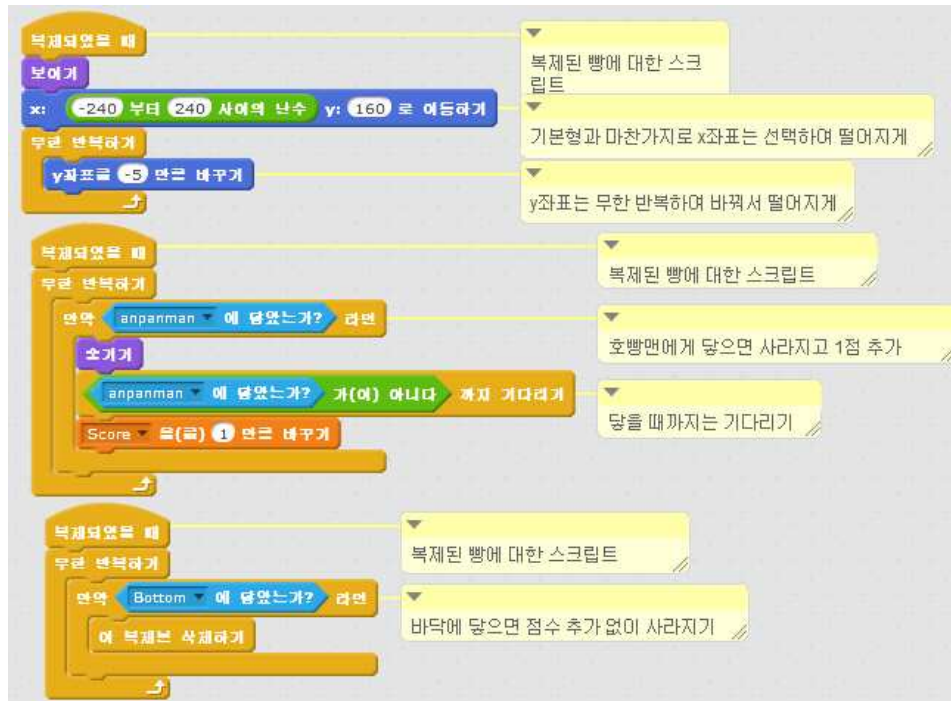 복제되었을 때
복제된 빵에 대한 스크
립트
보이기
x: -240 부터 240 사이의 난수 y: 160 로 이동하기
기본형과 마찬가지로 x좌표는 선택하여 떨어지게
무한 반복하기
y좌표를 -5 만큼 바꾸기
y좌표는 무한 반복하여 바꿔서 떨어지게
복제되었을 때
복제된 빵에 대한 스크립트
무한 반복하기
만약 anpanman 에 닿았는가? 라면
호빵맨에게 닿으면 사라지고 1점 추가
숨기기
anpanman 에 닿았는가? 가(이) 아니다 까지 기다리기
닿을 때까지는 기다리기
Score 을(를) 1 만큼 바꾸기
복제되었을 때
복제된 빵에 대한 스크립트
무한 반복하기
만약 Bottom 에 닿았는가? 라면
바닥에 닿으면 점수 추가 없이 사라지기
이 복제본 삭제하기